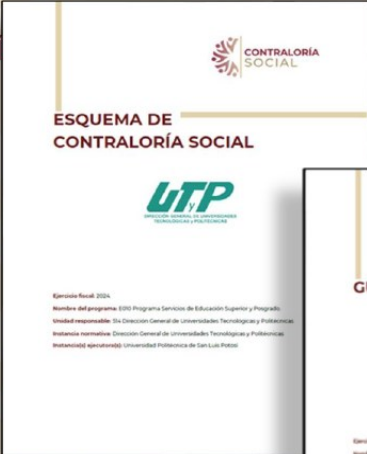 CONTRALORÍA
SOCIAL
ESQUEMA DE
CONTRALORÍA SOCIAL
UTyP
DIRECCIÓN GENERAL DE UNIVERSIDADES
TECNOLÓGICAS y POLITÉCNICAS
Ejercicio fiscal: 2024
Nombre del programa: E010 Programa Servicios de Educación Superior y Posgrado.
Unidad responsable: 514 Dirección General de Universidades Tecnológicas y Politécnicas
Instancia normativa: Dirección General de Universidades Tecnológicas y Politécnicas
Instancia(s) ejecutora(s): Universidad Politécnica de San Luis Potosí